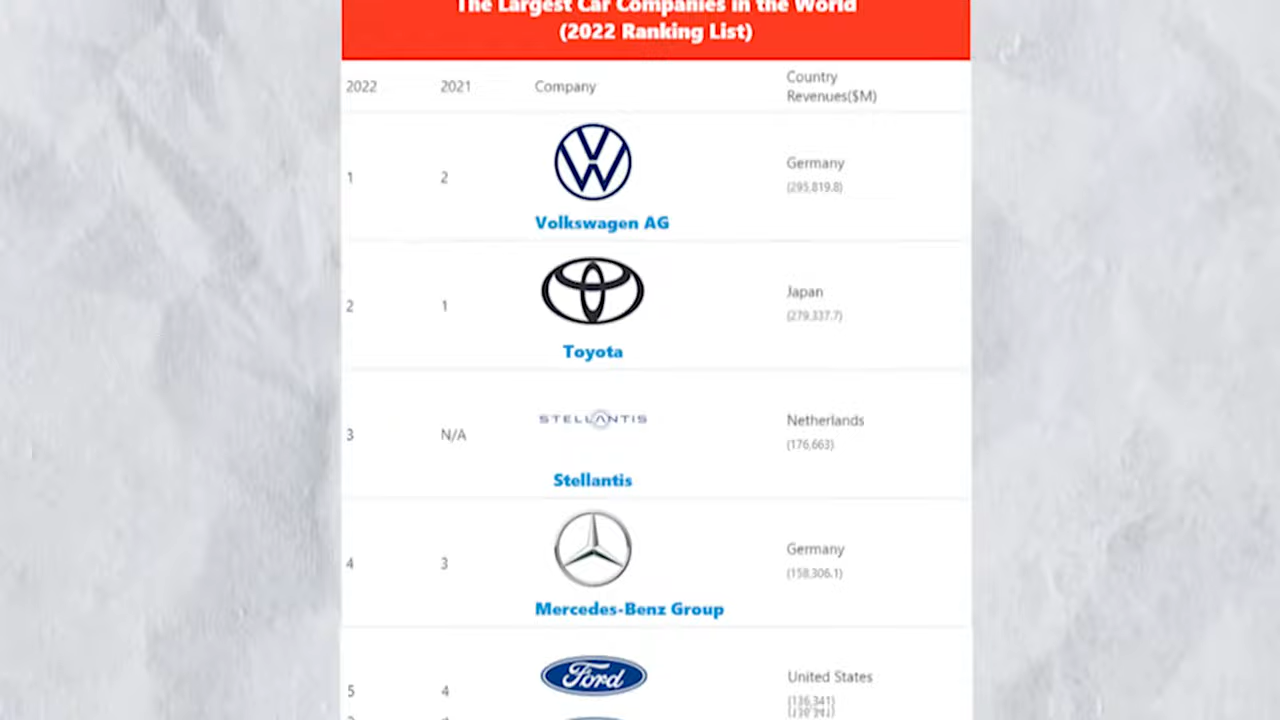 The Largest Car Companies in the World
(2022 Ranking List)
2022 2021 Company Country
Revenues($M)
1 2 Germany
(295,819.8)
Volkswagen AG
2 1 Japan
(279,337.7)
Toyota
3 N/A STELLANTIS Netherlands
(176,663)
Stellantis
4 3 Germany
(158,306.1)
Mercedes-Benz Group
5 4 Ford United States
(136,341)